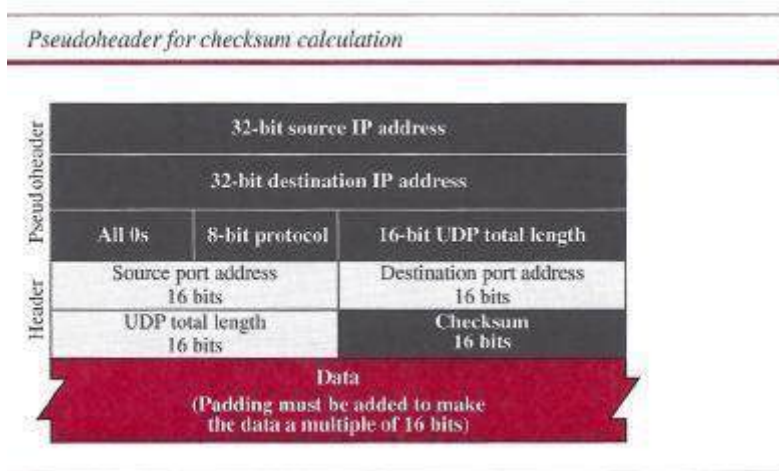 Pseudoheader for checksum calculation
Pseudoheader
32-bit source IP address
32-bit destination IP address
All 0s
8-bit protocol
16-bit UDP total length
Header
Source port address
16 bits
Destination port address
16 bits
UDP total length
16 bits
Checksum
16 bits
Data
(Padding must be added to make
the data a multiple of 16 bits)